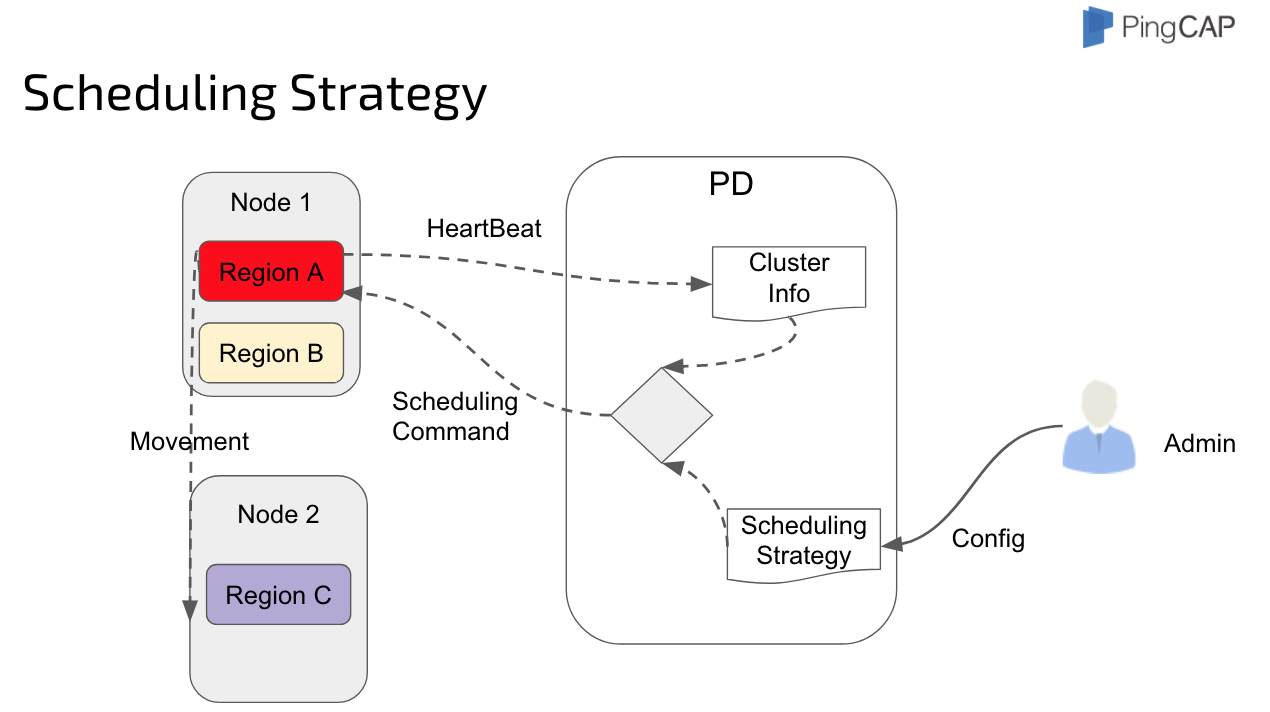 PingCAP
Scheduling Strategy
Node 1
Region A
Region B
HeartBeat
PD
Cluster
Info
Scheduling
Command
Movement
Node 2
Region C
Scheduling
Strategy
Config
Admin